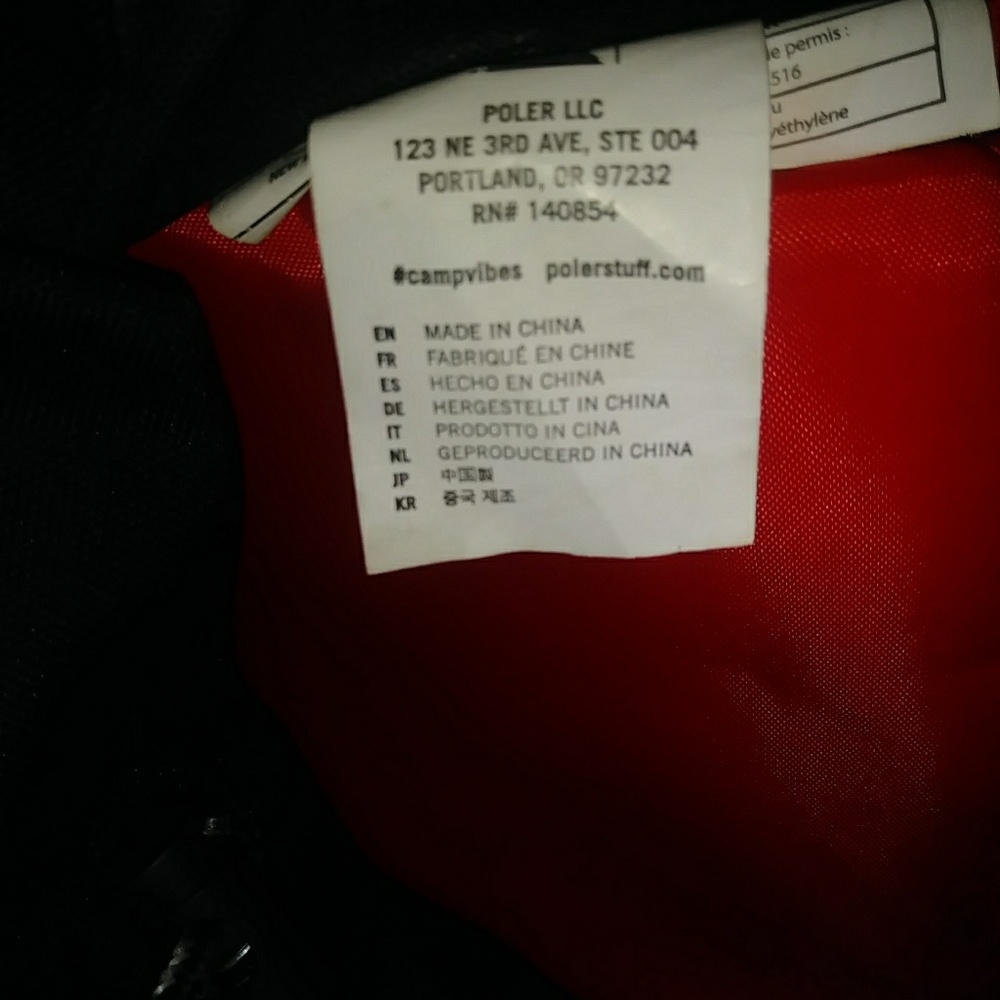 POLER LLC
123 NE 3RD AVE, STE 004
PORTLAND, OR 97232
RN# 140854
#campvibes polerstuff.com
EN MADE IN CHINA
FR FABRIQUÉ EN CHINE
ES HECHO EN CHINA
DE HERGESTELLT IN CHINA
IT PRODOTTO IN CINA
NL GEPRODUCEERD IN CHINA
JP 中国製
KR 중국 제조
permis :
516